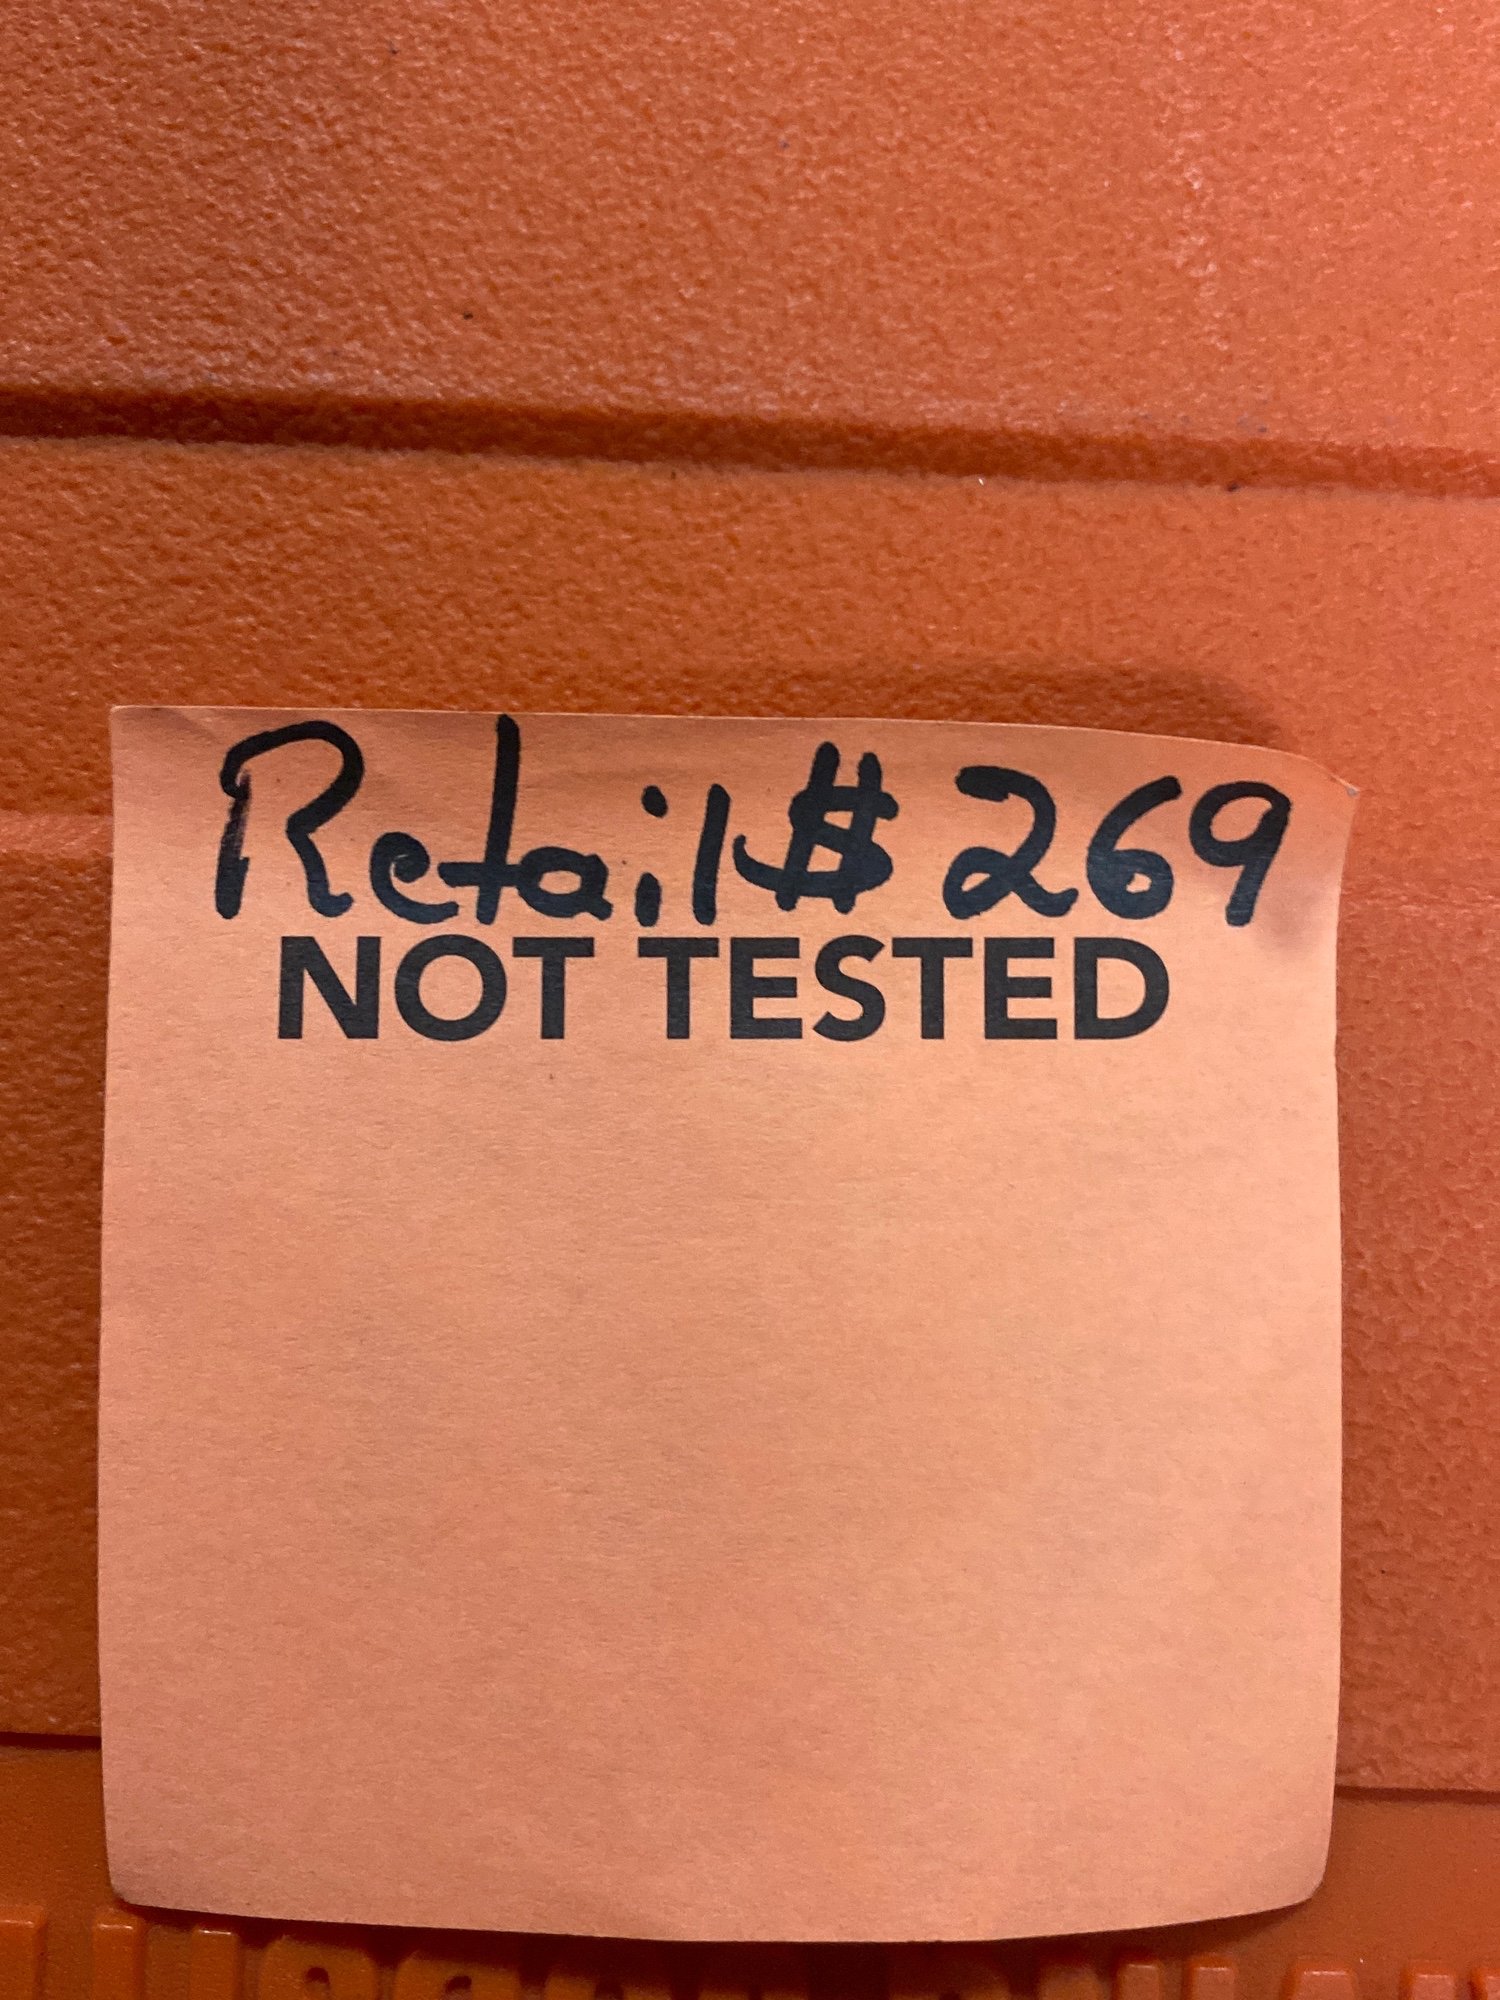 Retail $ 269
NOT TESTED